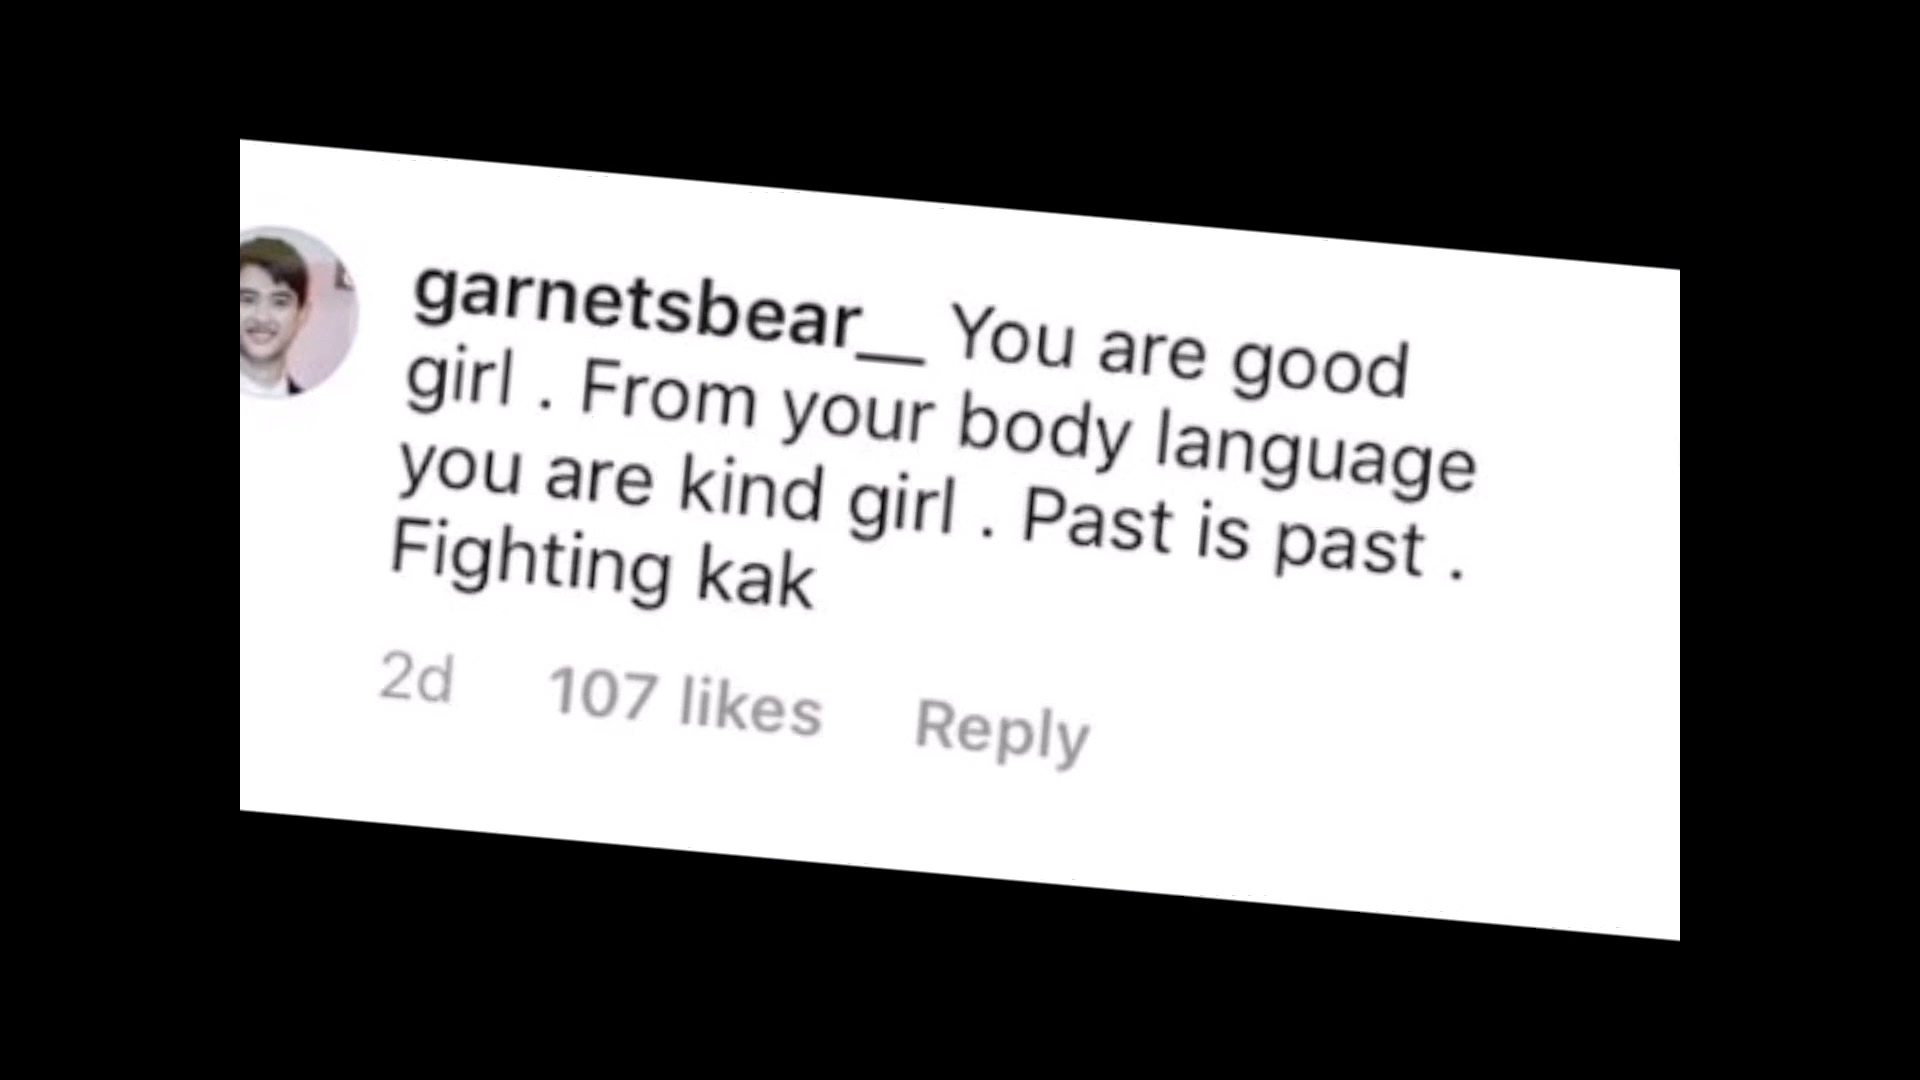 garnetsbear__ You are good
girl . From your body language
you are kind girl . Past is past .
Fighting kak
2d 107 likes Reply